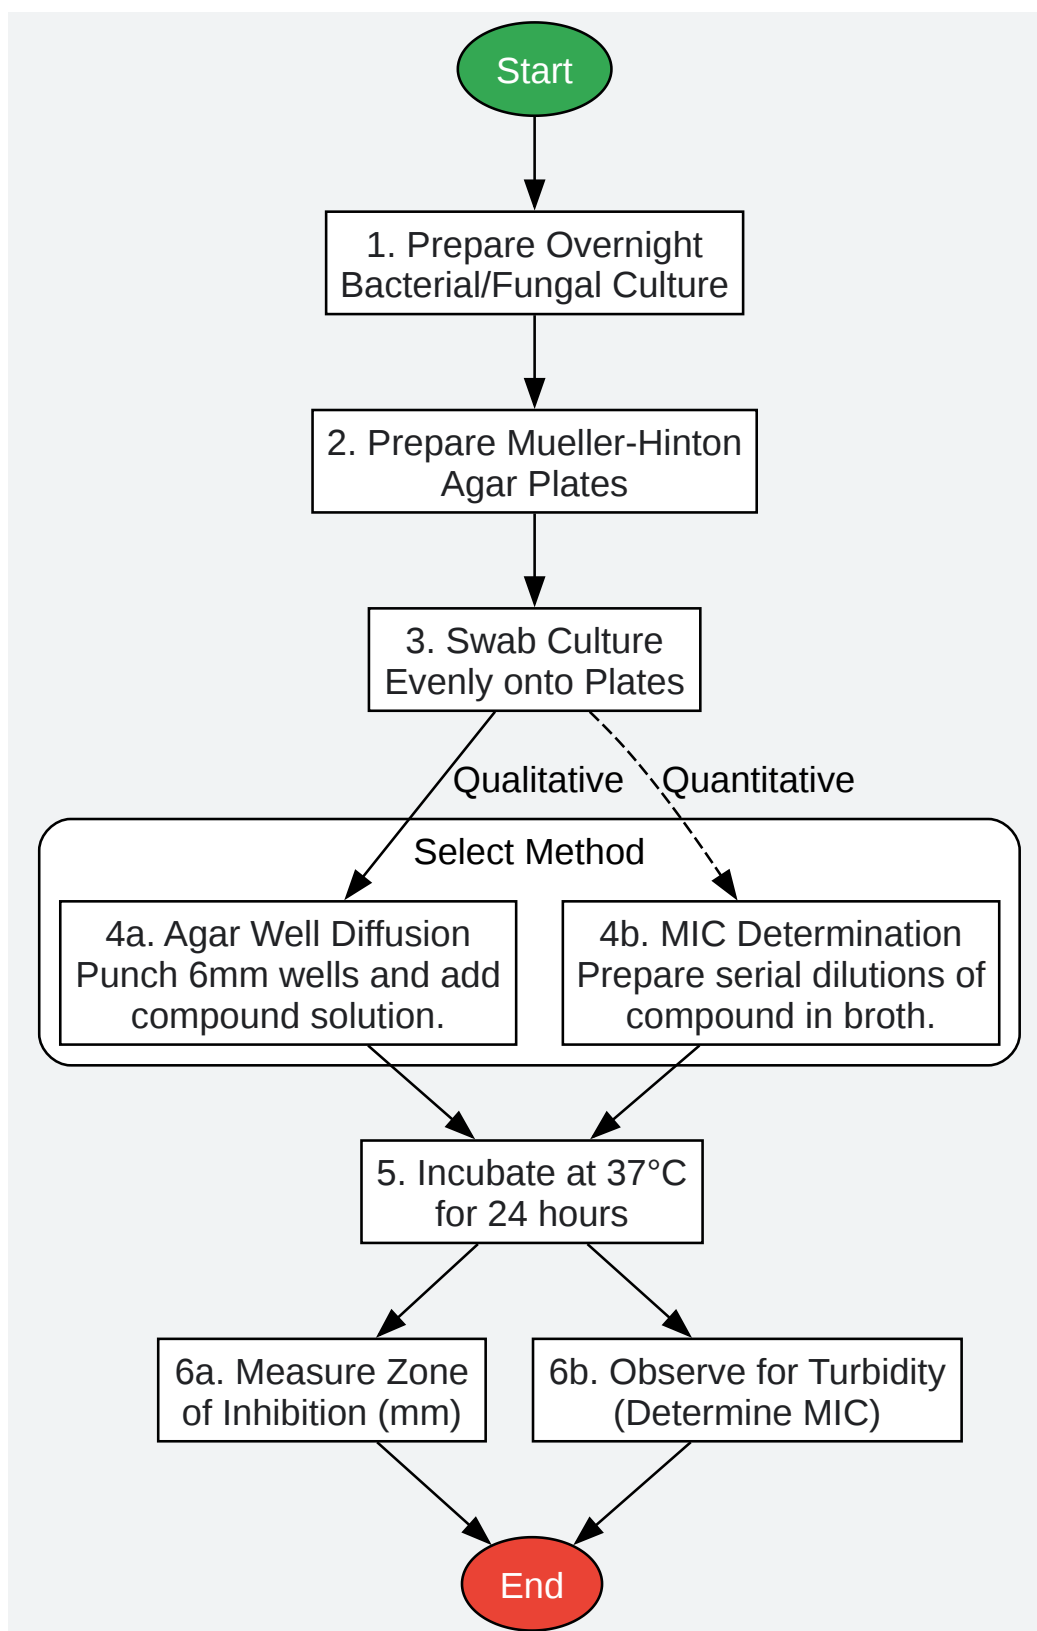 Start
1. Prepare Overnight
Bacterial/Fungal Culture
2. Prepare Mueller-Hinton
Agar Plates
3. Swab Culture
Evenly onto Plates
Qualitative
Quantitative
Select Method
4a. Agar Well Diffusion
Punch 6mm wells and add
compound solution.
4b. MIC Determination
Prepare serial dilutions of
compound in broth.
5. Incubate at 37°C
for 24 hours
6a. Measure Zone
of Inhibition (mm)
6b. Observe for Turbidity
(Determine MIC)
End